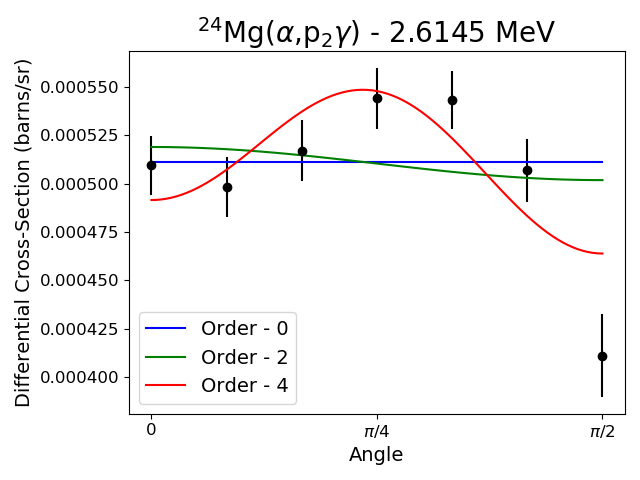 ²⁴Mg(α,p₂γ) - 2.6145 MeV
Differential Cross-Section (barns/sr)
0.000550
0.000525
0.000500
0.000475
0.000450
0.000425
0.000400
Order - 0
Order - 2
Order - 4
0 π/4 π/2
Angle